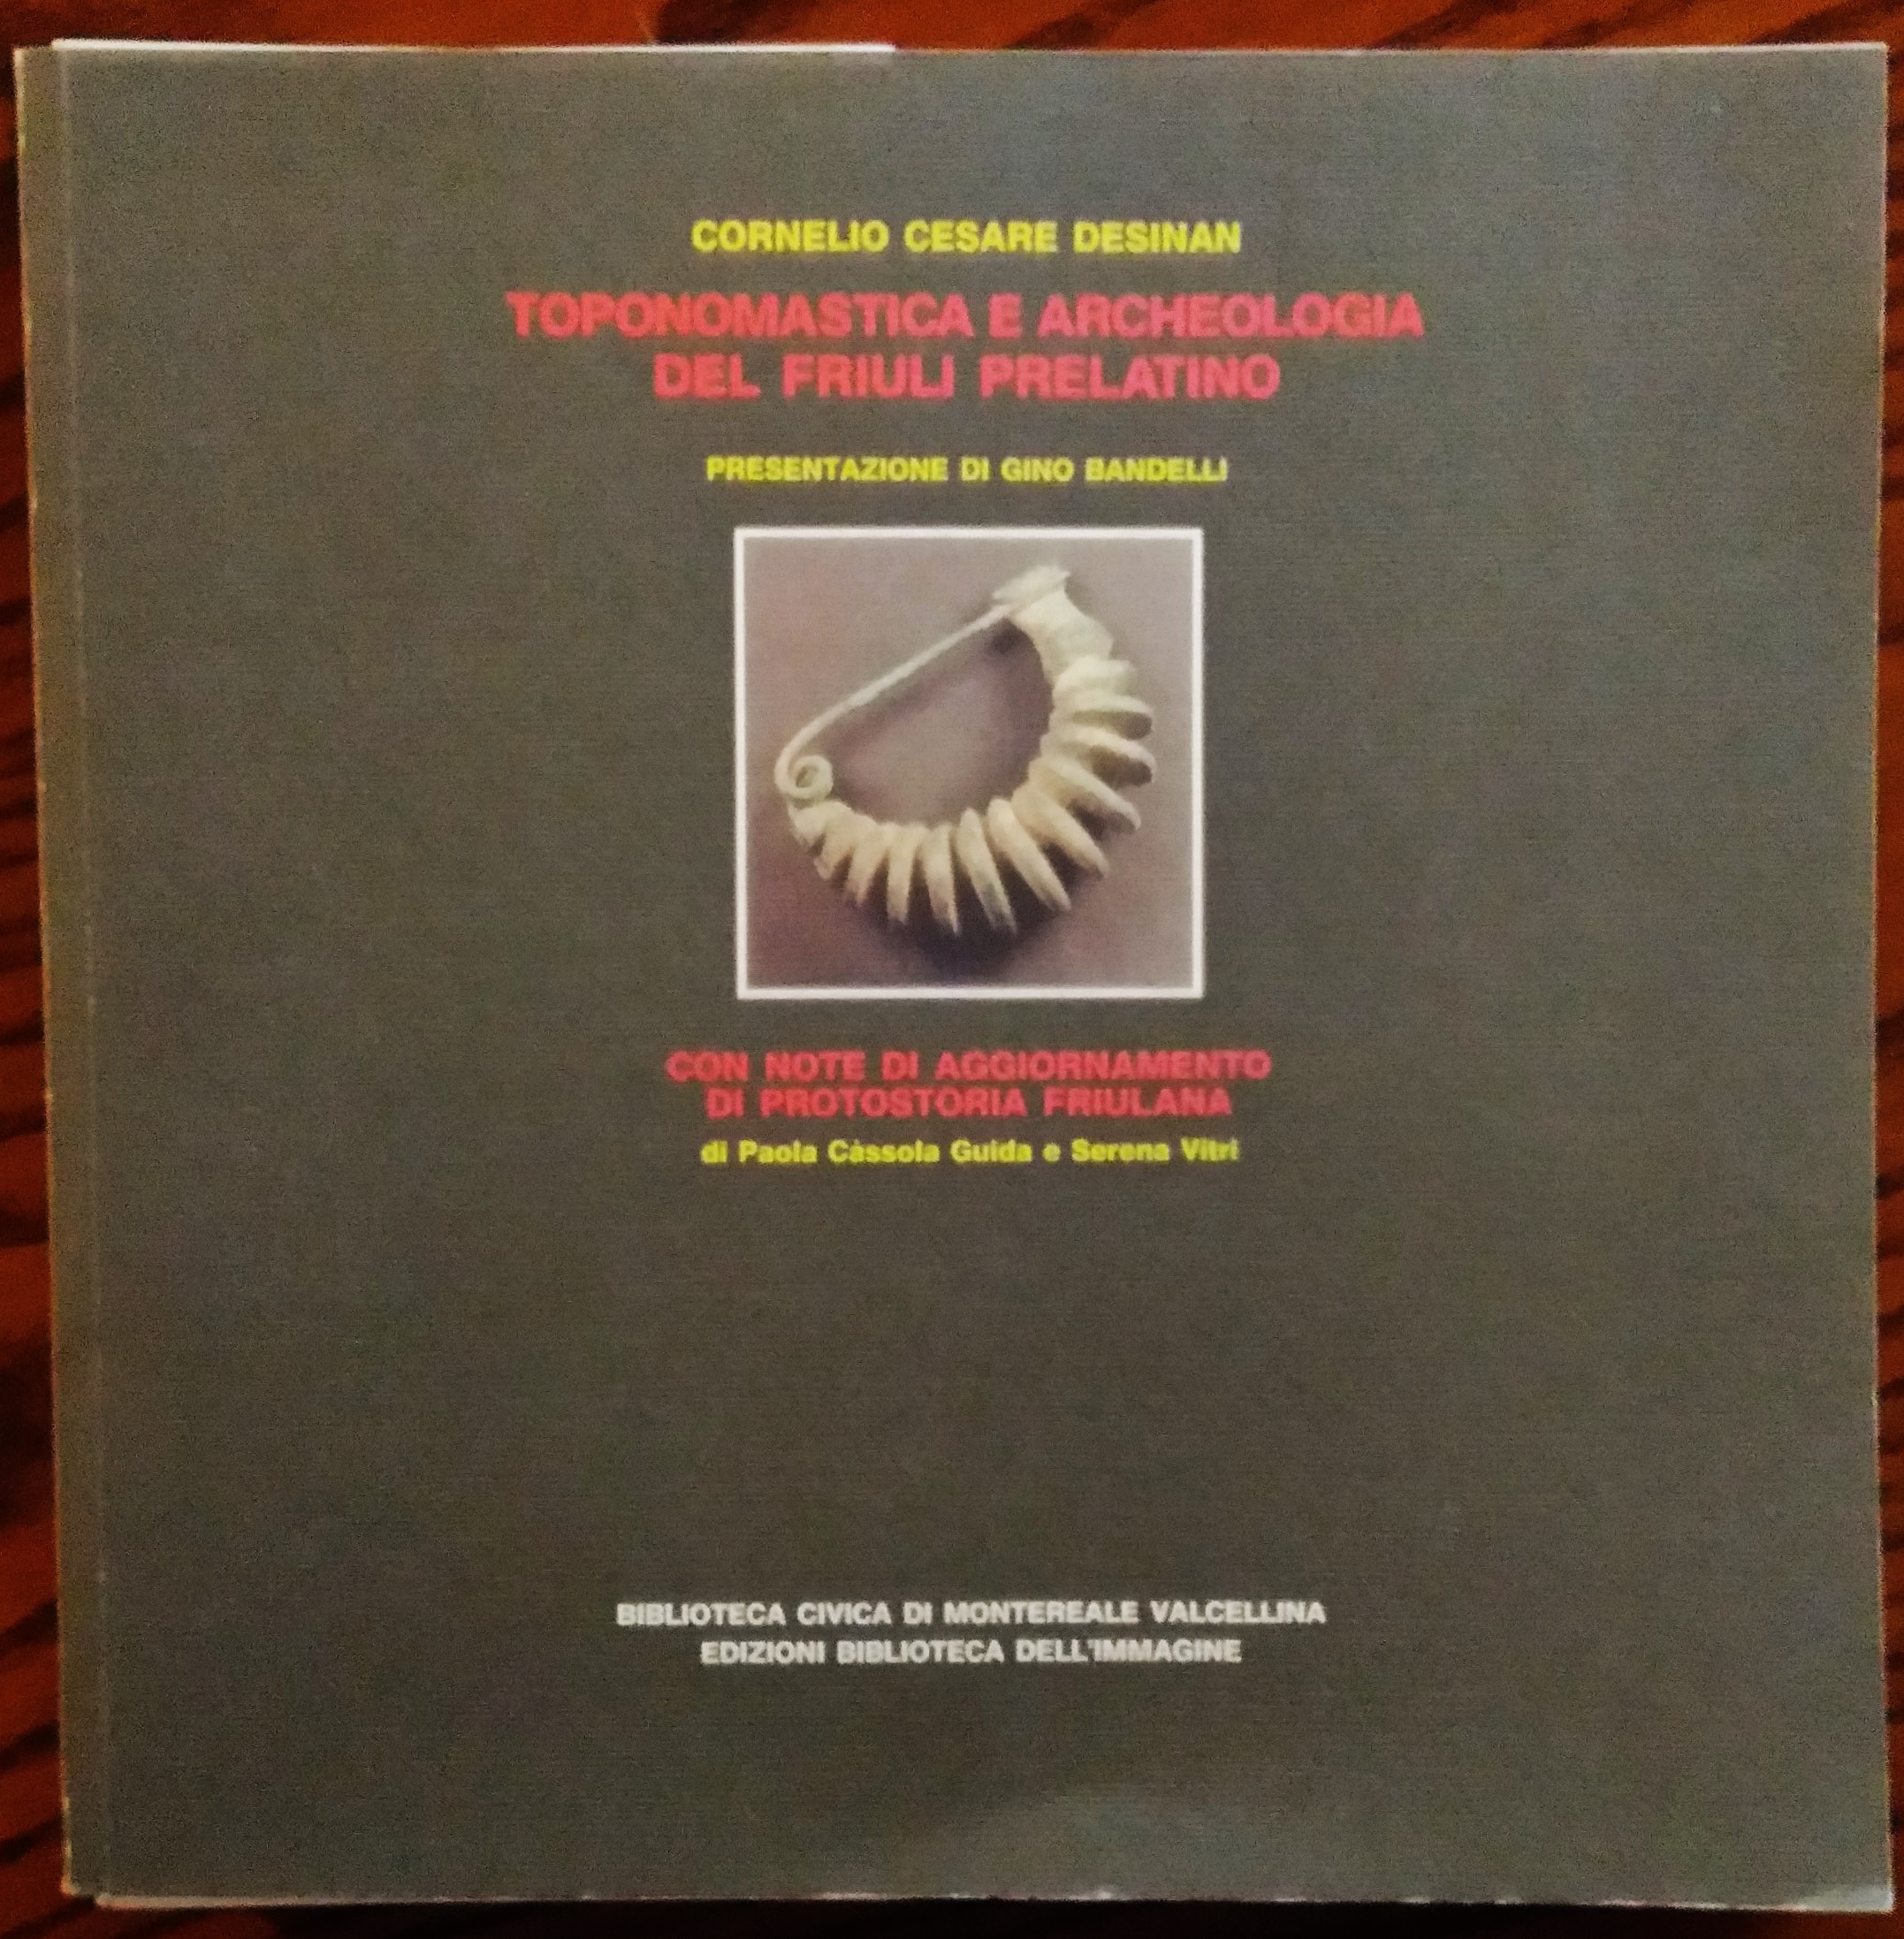 CORNELIO CESARE DESINAN
TOPONOMASTICA E ARCHEOLOGIA
DEL FRIULI PRELATINO
PRESENTAZIONE DI GINO BANDELLI
CON NOTE DI AGGIORNAMENTO
DI PROTOSTORIA FRIULANA
di Paola Càssola Guida e Serena Vitri
BIBLIOTECA CIVICA DI MONTEREALE VALCELLINA
EDIZIONI BIBLIOTECA DELL'IMMAGINE